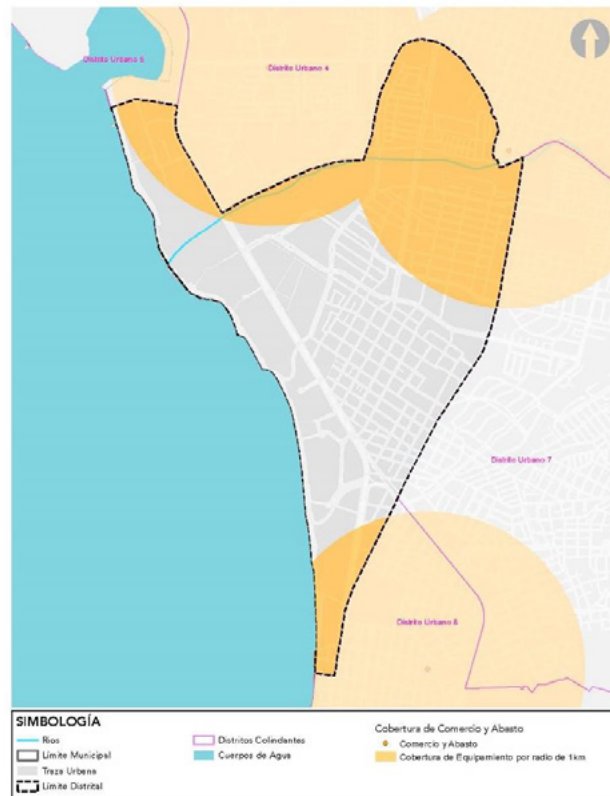 Distrito Urbano 5
Distrito Urbano 4
Distrito Urbano 7
Distrito Urbano 8
SIMBOLOGÍA
Ríos
Límite Municipal
Traza Urbana
Límite Distrital
Distritos Colindantes
Cuerpos de Agua
Cobertura de Comercio y Abasto
Comercio y Abasto
Cobertura de Equipamiento por radio de 1km